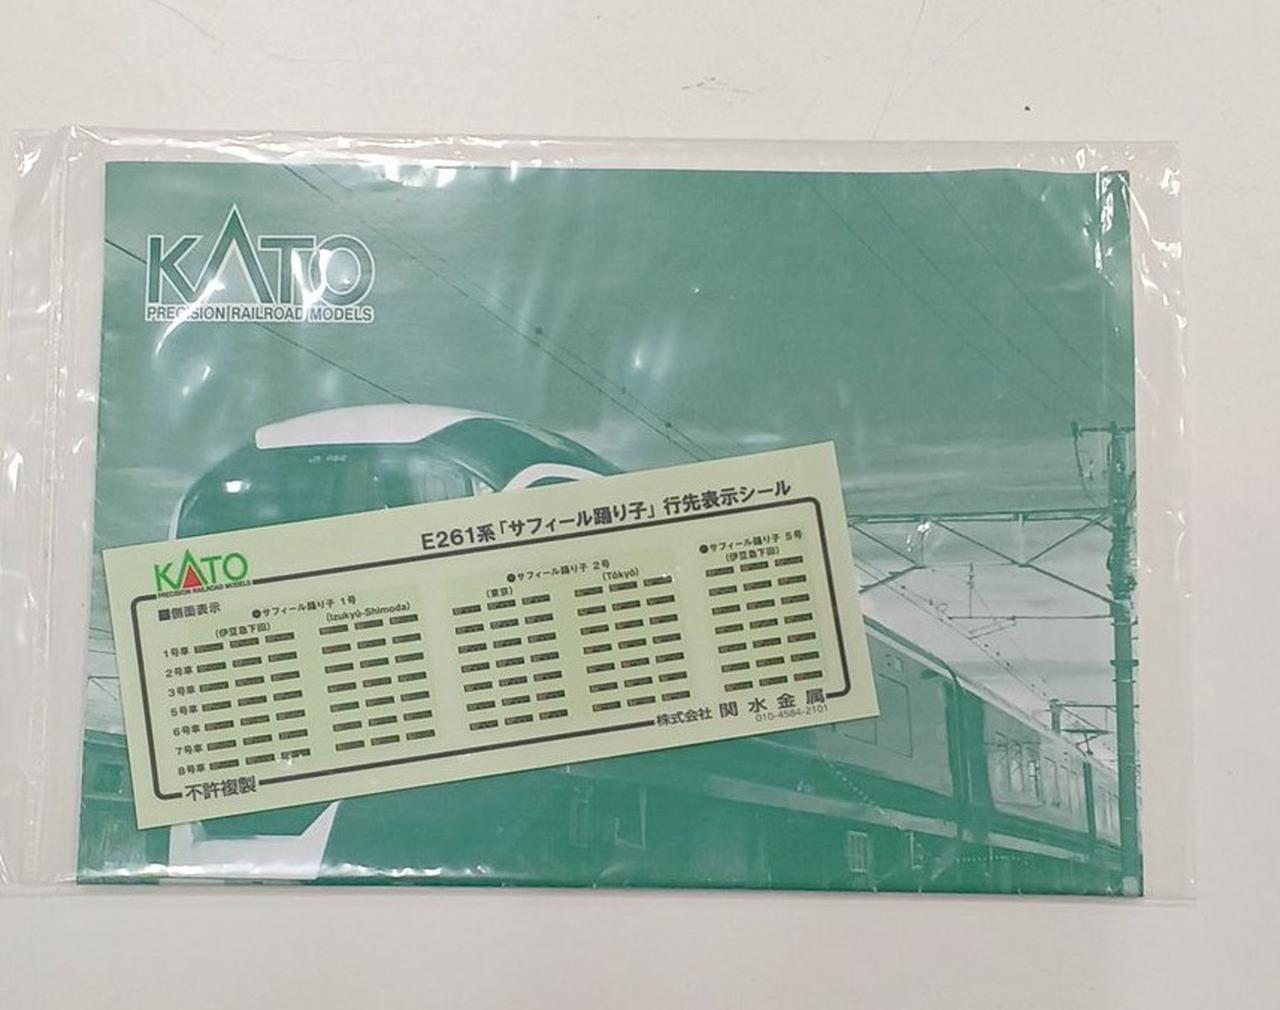 KATO
PRECISION RAILROAD MODELS
E261系「サフィール踊り子」行先表示シール
KATO
PRECISION RAILROAD MODELS
■側面表示
●サフィール踊り子 1号
(伊豆急下田)
(Izukyū-Shimoda)
●サフィール踊り子 2号
(東京)
(Tōkyō)
●サフィール踊り子 5号
(伊豆急下田)
1号車
2号車
3号車
5号車
6号車
7号車
8号車
不許複製
株式会社 関水金属
010-4584-2101